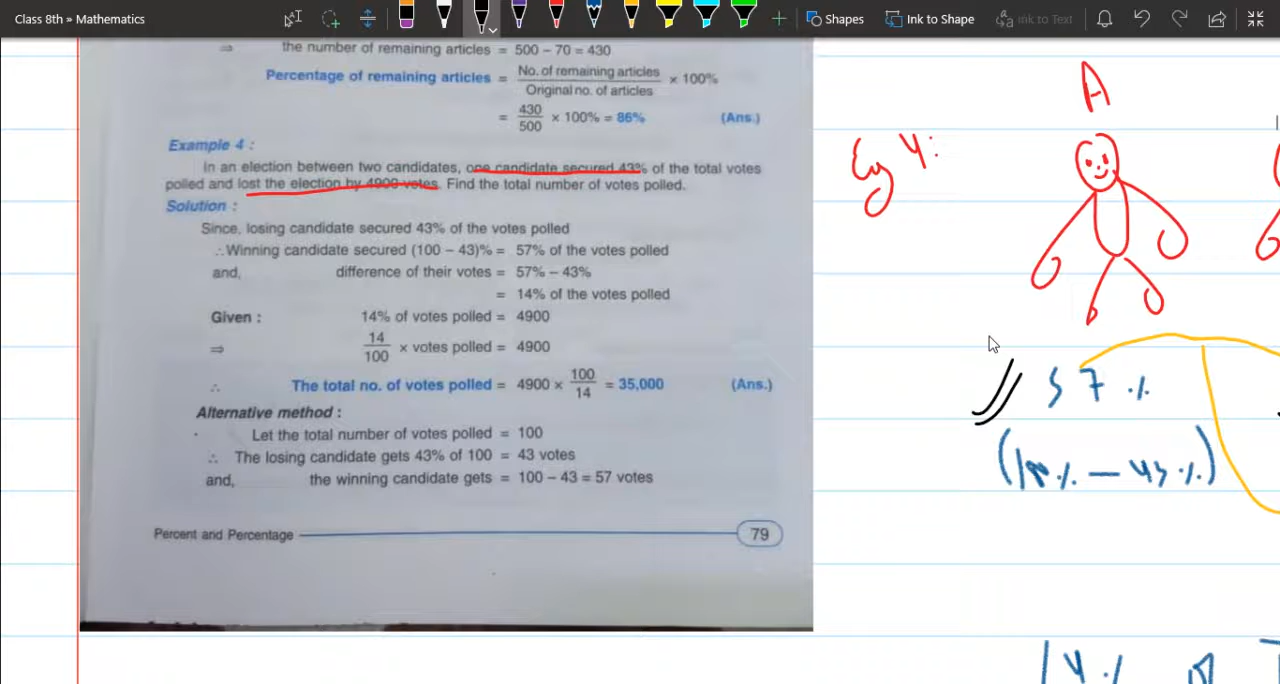 Class 8th » Mathematics
Shapes
Ink to Shape
Ink to Text
⇒ the number of remaining articles = 500 – 70 = 430
Percentage of remaining articles = No. of remaining articles / Original no. of articles × 100%
= 430/500 × 100% = 86% (Ans.)
Example 4 :
In an election between two candidates, one candidate secured 43% of the total votes
polled and lost the election by 4900 votes. Find the total number of votes polled.
Solution :
Since, losing candidate secured 43% of the votes polled
∴ Winning candidate secured (100 – 43)% = 57% of the votes polled
and, difference of their votes = 57% – 43%
= 14% of the votes polled
Given : 14% of votes polled = 4900
⇒ 14/100 × votes polled = 4900
∴ The total no. of votes polled = 4900 × 100/14 = 35,000 (Ans.)
Alternative method :
Let the total number of votes polled = 100
∴ The losing candidate gets 43% of 100 = 43 votes
and, the winning candidate gets = 100 – 43 = 57 votes
Percent and Percentage 79
A
Eg 4:
57 %
(100% – 43%)
14 %